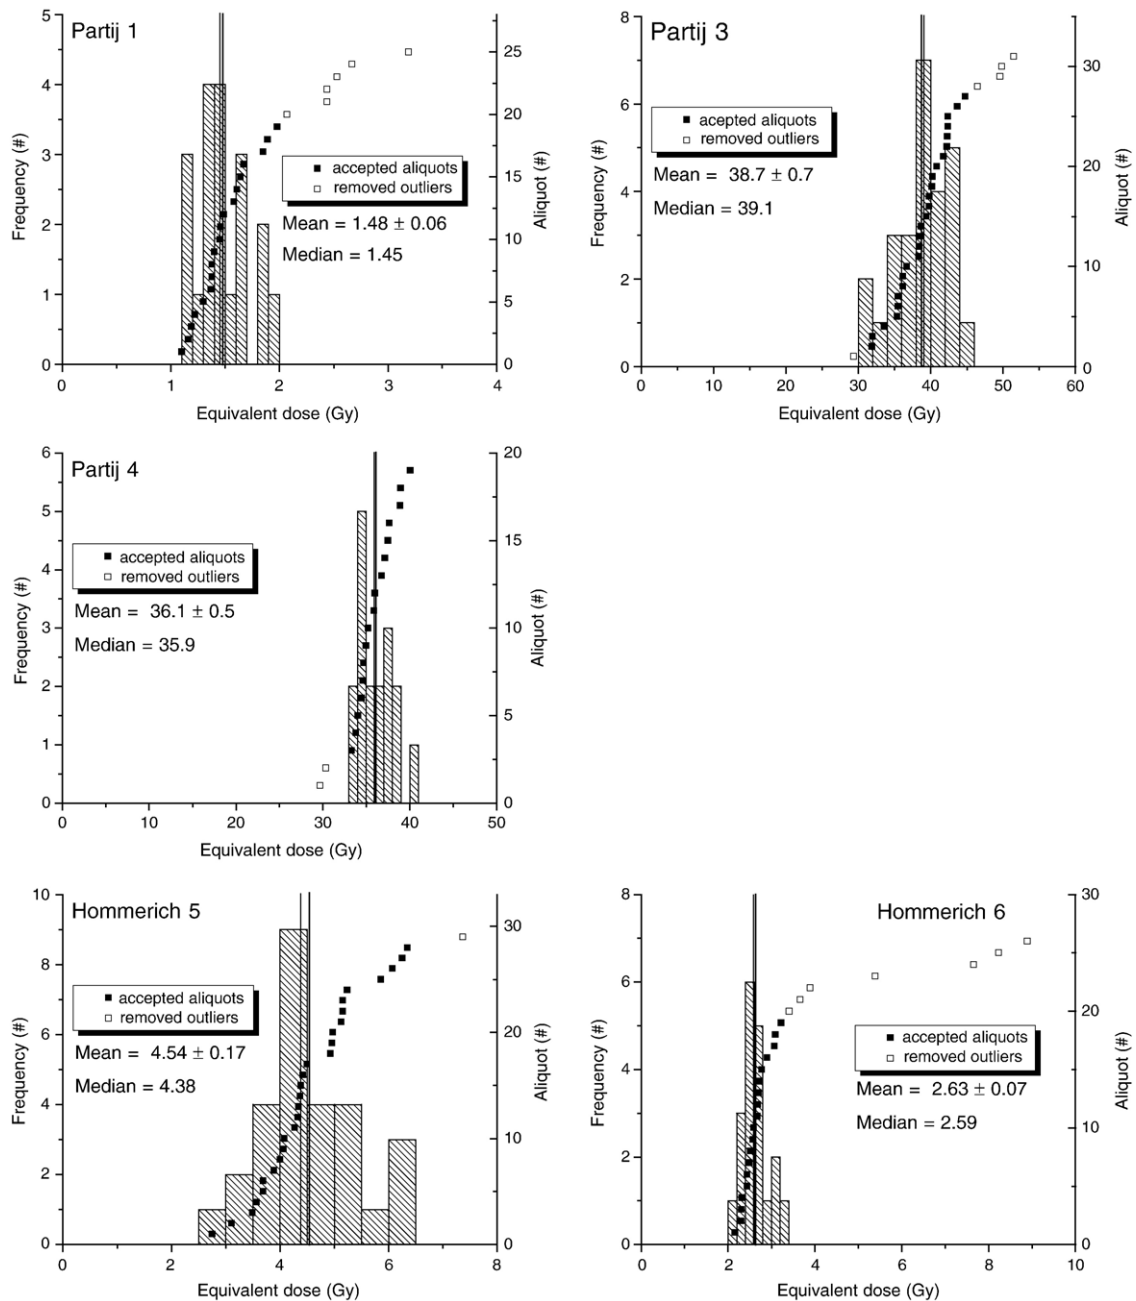 Partij 1
5
4
3
2
1
0
Frequency (#)
25
20
15
10
5
0
Aliquot (#)
accepted aliquots
removed outliers
Mean = 1.48 ± 0.06
Median = 1.45
0 1 2 3 4
Equivalent dose (Gy)
Partij 3
8
6
4
2
0
Frequency (#)
30
20
10
0
Aliquot (#)
acepted aliquots
removed outliers
Mean = 38.7 ± 0.7
Median = 39.1
0 10 20 30 40 50 60
Equivalent dose (Gy)
Partij 4
6
5
4
3
2
1
0
Frequency (#)
20
15
10
5
0
Aliquot (#)
accepted aliquots
removed outliers
Mean = 36.1 ± 0.5
Median = 35.9
0 10 20 30 40 50
Equivalent dose (Gy)
Hommerich 5
10
8
6
4
2
0
Frequency (#)
30
20
10
0
Aliquot (#)
accepted aliquots
removed outliers
Mean = 4.54 ± 0.17
Median = 4.38
0 2 4 6 8
Equivalent dose (Gy)
Hommerich 6
8
6
4
2
0
Frequency (#)
30
20
10
0
Aliquot (#)
accepted aliquots
removed outliers
Mean = 2.63 ± 0.07
Median = 2.59
0 2 4 6 8 10
Equivalent dose (Gy)